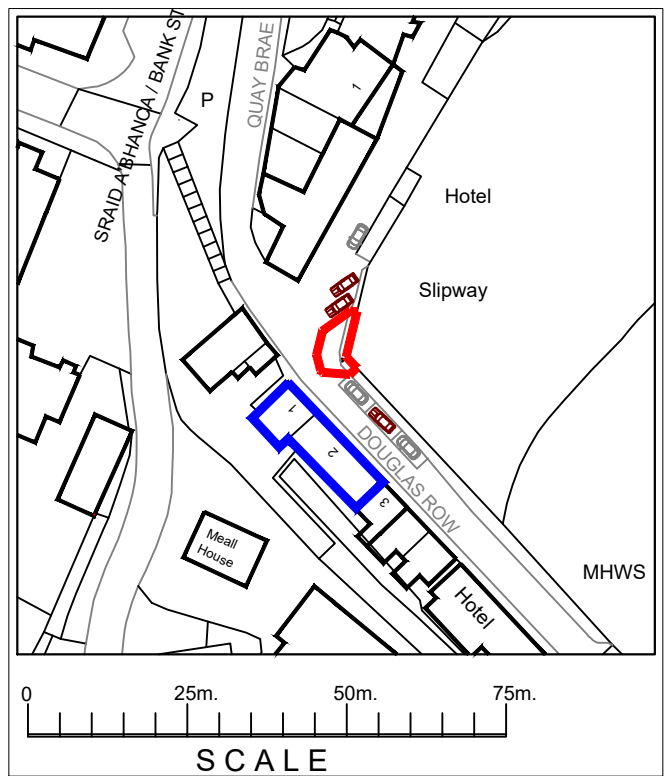 SRAID A'BHANCA / BANK ST
P
QUAY BRAE
1
Hotel
Slipway
1
2
3
DOUGLAS ROW
Meall
House
MHWS
Hotel
0 25m. 50m. 75m.
SCALE